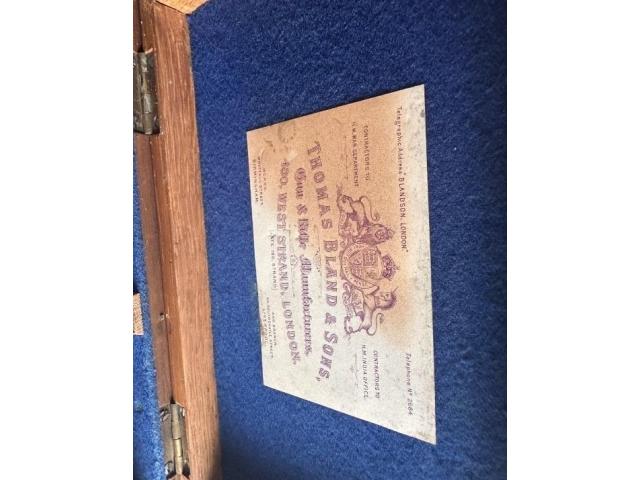 Telegraphic Address "BLANDSON, LONDON"
Telephone Nº 2664
CONTRACTORS TO
H.M. WAR DEPARTMENT
CONTRACTORS TO
H.M. INDIA OFFICE.
THOMAS BLAND & SONS,
Gun & Rifle Manufacturers,
430, WEST STRAND, LONDON.
BIRMINGHAM.